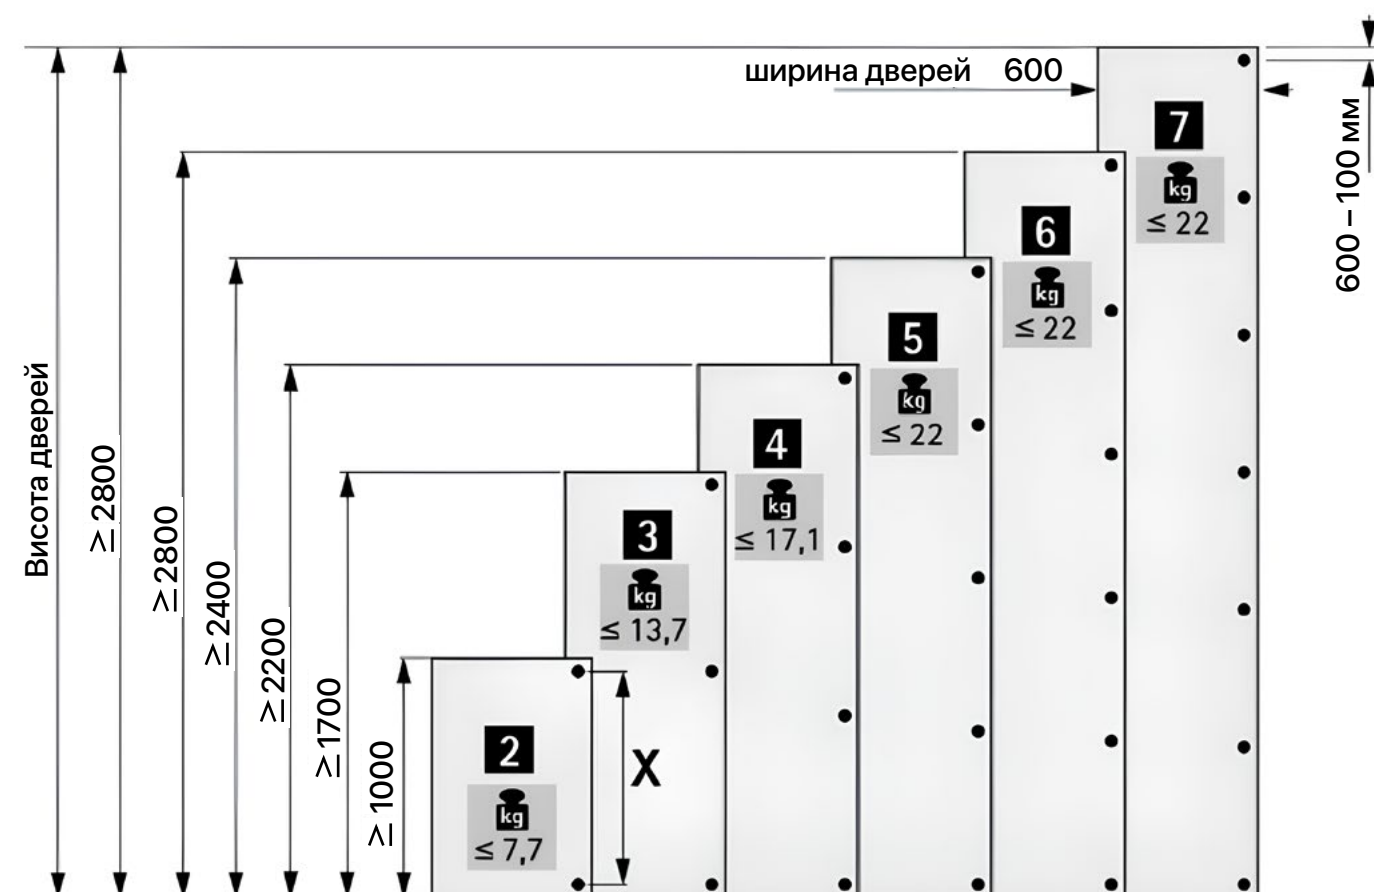 ширина дверей 600
7
kg
≤ 22
600 – 100 мм
6
kg
≤ 22
5
kg
≤ 22
4
kg
≤ 17,1
3
kg
≤ 13,7
2
kg
≤ 7,7
X
Висота дверей
≥ 2800
≥ 2800
≥ 2400
≥ 2200
≥ 1700
≥ 1000